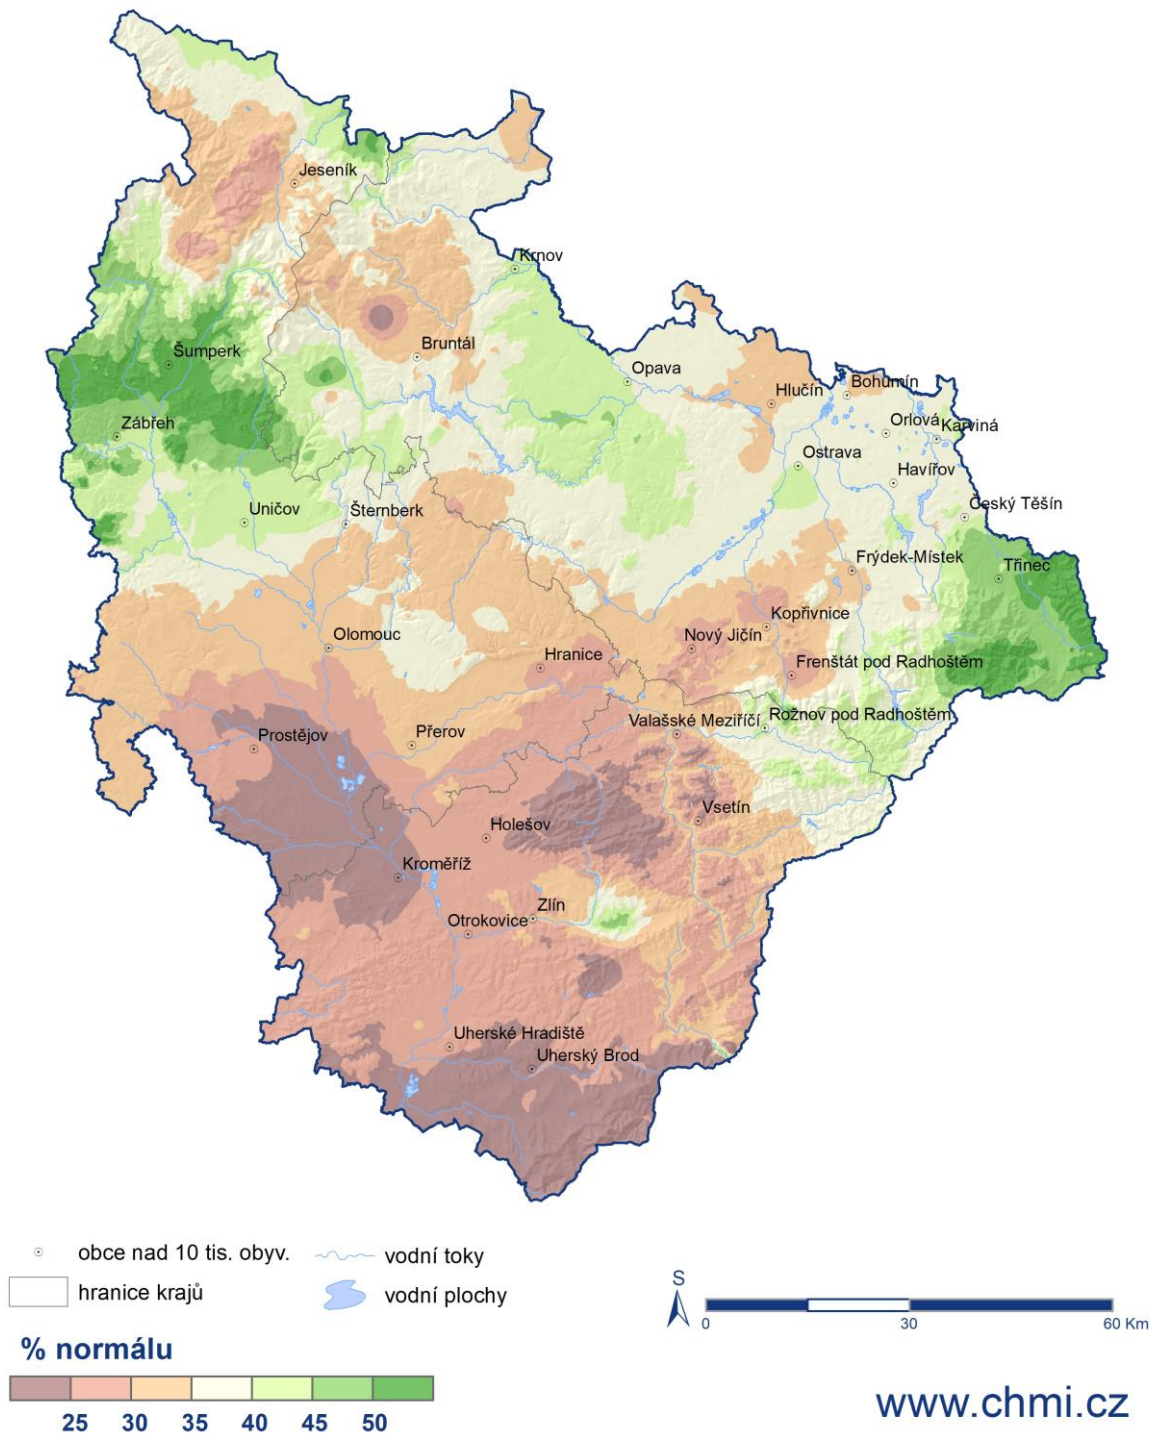 Jeseník
Krnov
Bruntál
Šumperk
Opava
Hlučín
Bohumín
Orlová
Karviná
Zábřeh
Ostrava
Havířov
Uničov
Šternberk
Český Těšín
Frýdek-Místek
Třinec
Kopřivnice
Olomouc
Nový Jičín
Hranice
Frenštát pod Radhoštěm
Valašské Meziříčí
Rožnov pod Radhoštěm
Prostějov
Přerov
Vsetín
Holešov
Kroměříž
Zlín
Otrokovice
Uherské Hradiště
Uherský Brod
obce nad 10 tis. obyv.
vodní toky
hranice krajů
vodní plochy
S
0 30 60 Km
% normálu
25 30 35 40 45 50
www.chmi.cz